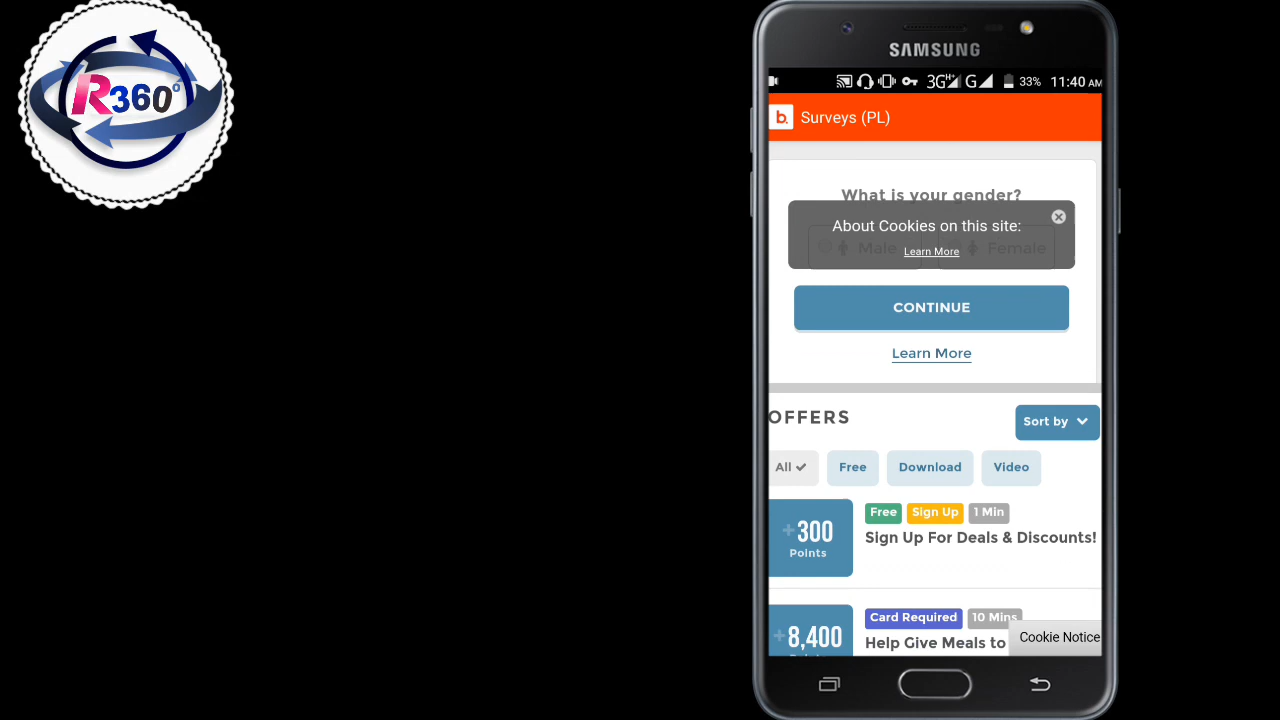 R360°
SAMSUNG
3G H+ G 33% 11:40 AM
b. Surveys (PL)
What is your gender?
About Cookies on this site:
Male Female
Learn More
CONTINUE
Learn More
OFFERS
Sort by
All Free Download Video
Free Sign Up 1 Min
+300
Points
Sign Up For Deals & Discounts!
Card Required 10 Mins
+8,400
Help Give Meals to
Cookie Notice